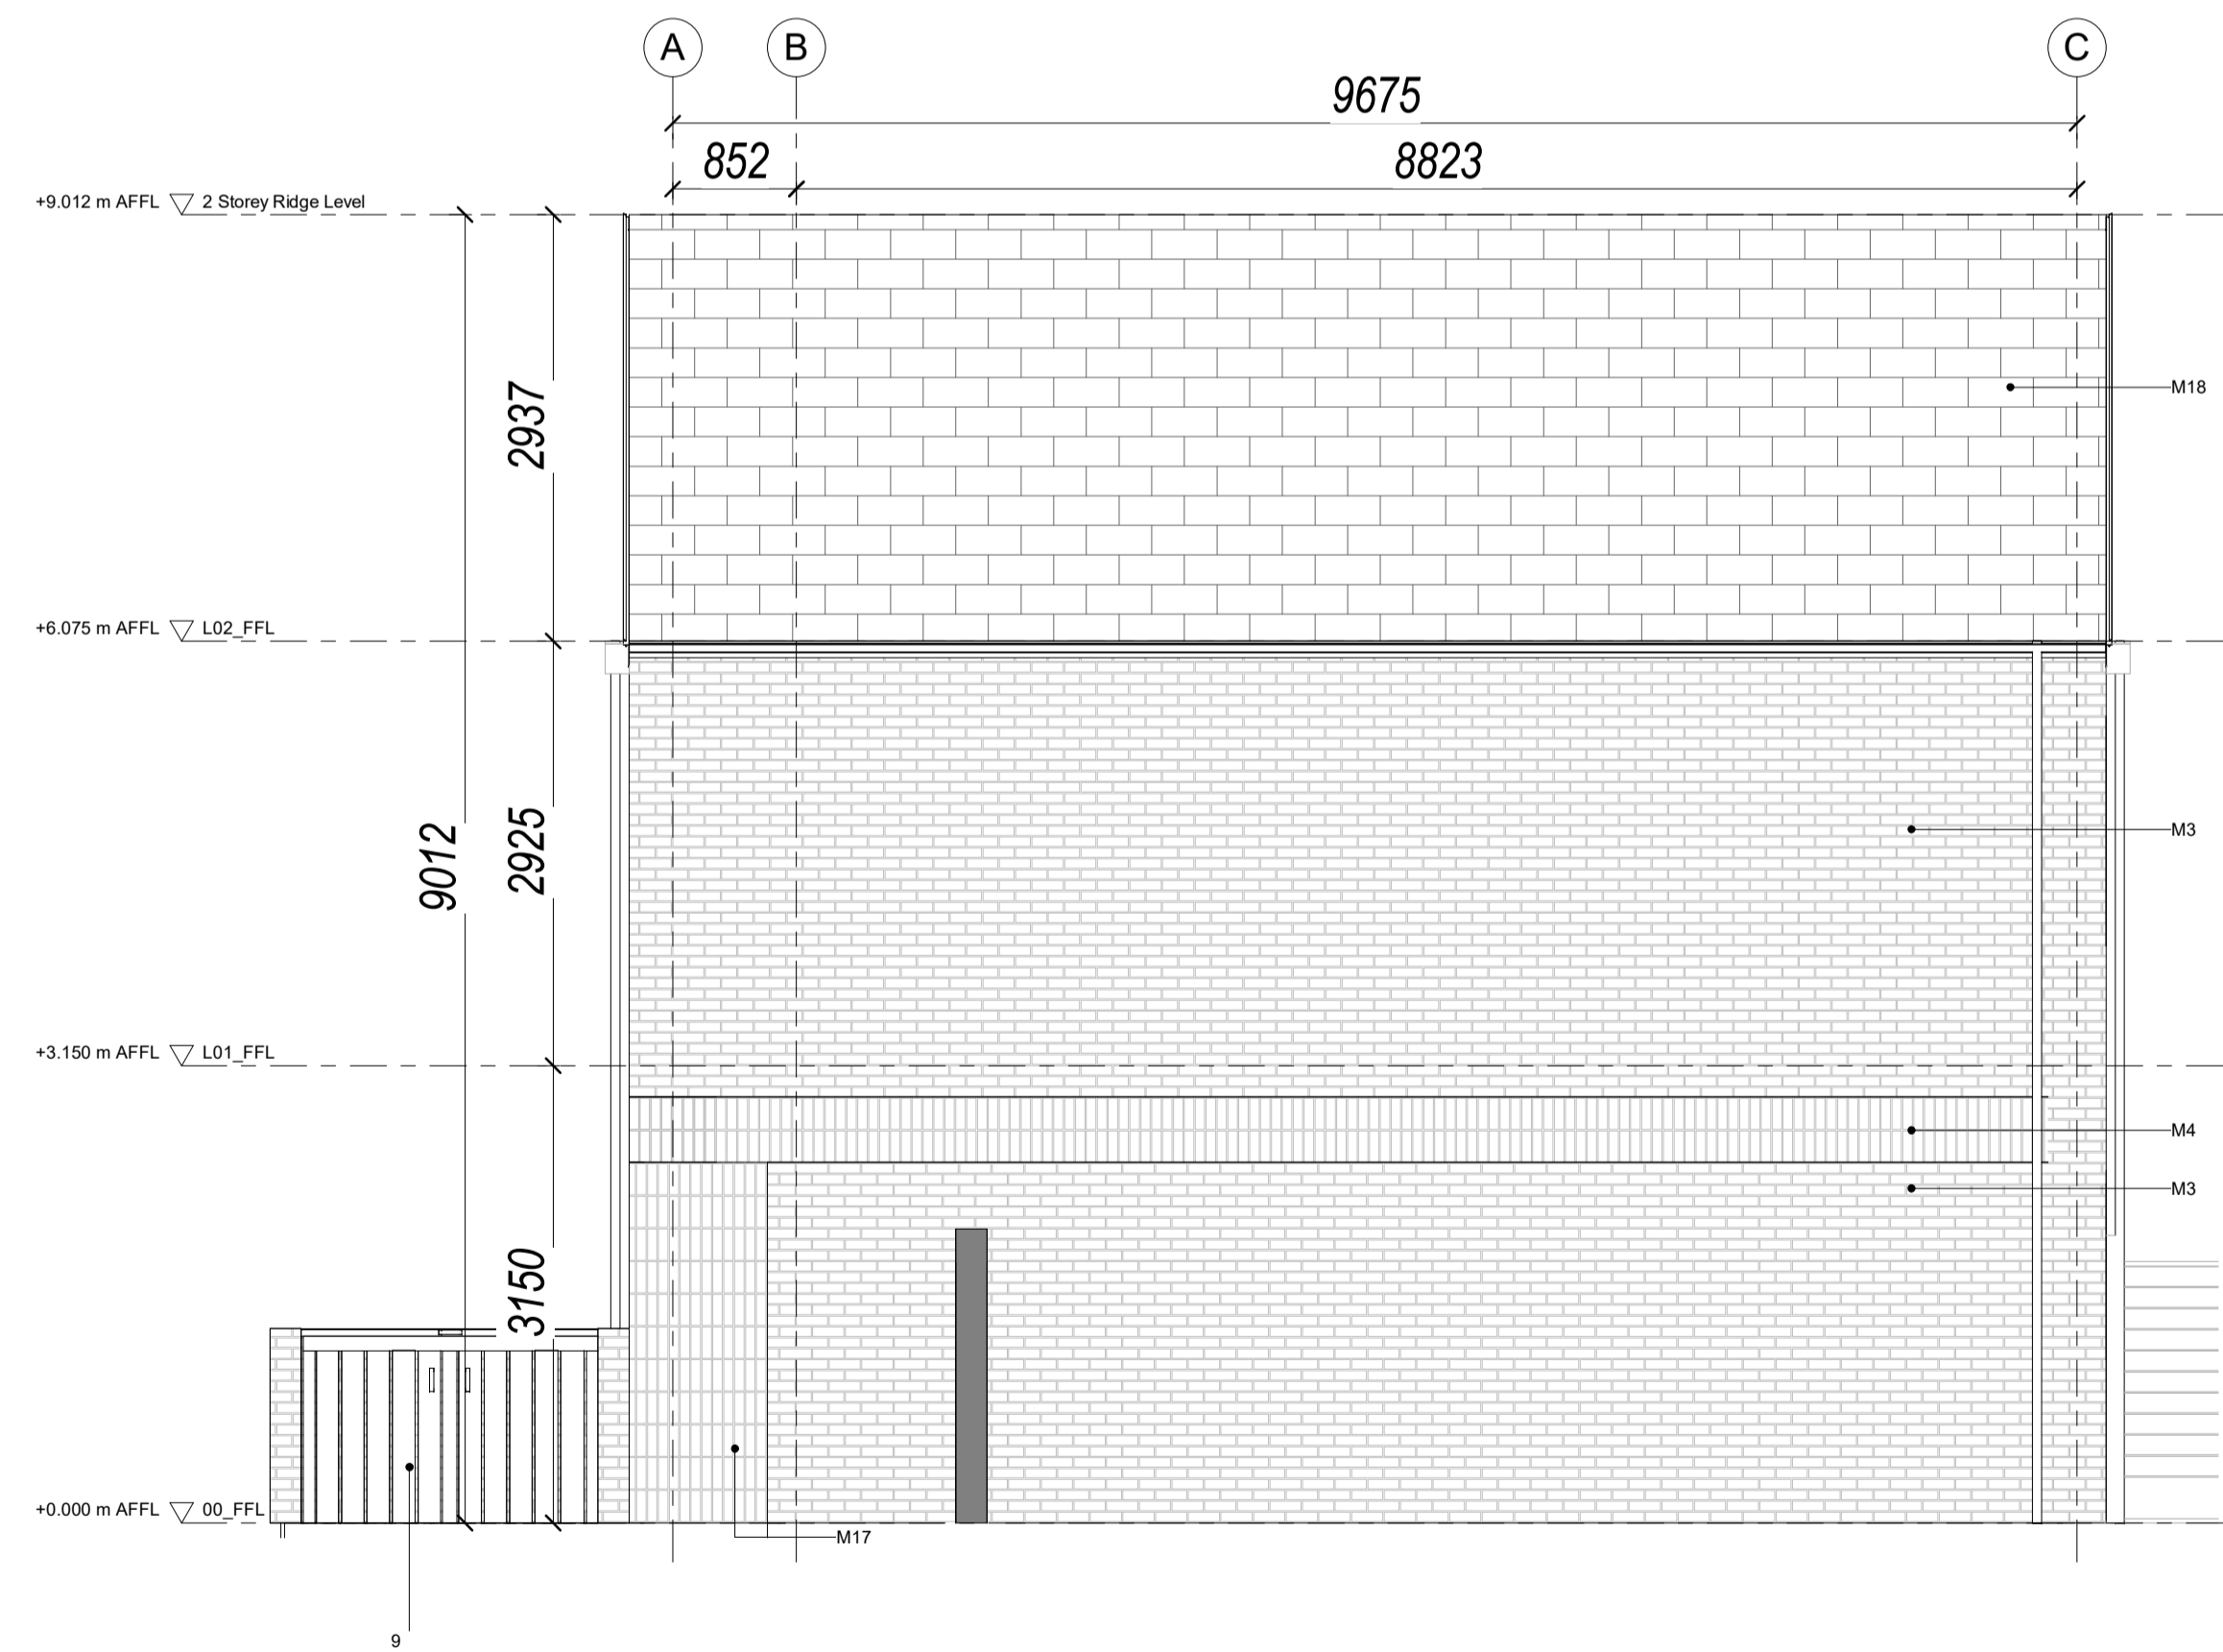 A B C
9675
852 8823
+9.012 m AFFL 2 Storey Ridge Level
M18
2937
+6.075 m AFFL L02_FFL
M3
2925
9012
+3.150 m AFFL L01_FFL
M4
M3
3150
+0.000 m AFFL 00_FFL
M17
9